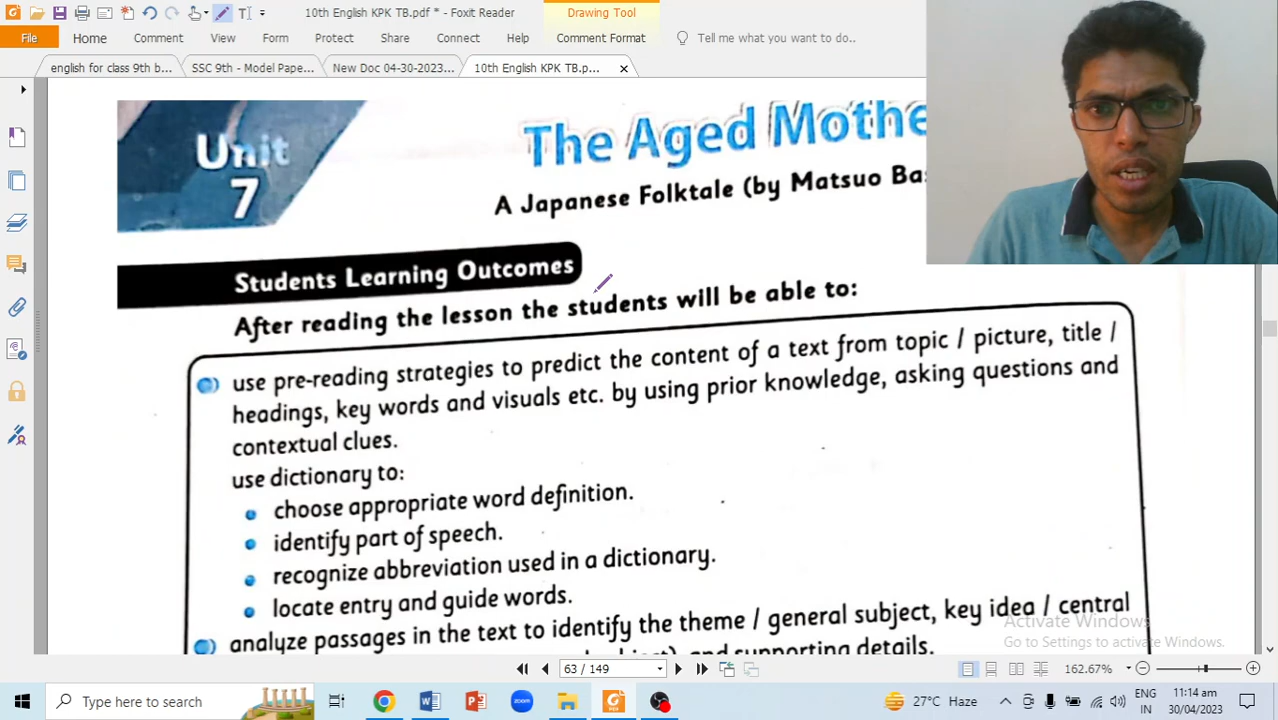 10th English KPK TB.pdf * - Foxit Reader
Drawing Tool
File
Home
Comment
View
Form
Protect
Share
Connect
Help
Comment Format
Tell me what you want to do..
english for class 9th b...
SSC 9th - Model Pape...
New Doc 04-30-2023...
10th English KPK TB.p...
Unit
7
The Aged Mothe
A Japanese Folktale (by Matsuo Ba
Students Learning Outcomes
After reading the lesson the students will be able to:
use pre-reading strategies to predict the content of a text from topic / picture, title /
headings, key words and visuals etc. by using prior knowledge, asking questions and
contextual clues.
use dictionary to:
choose appropriate word definition.
identify part of speech.
recognize abbreviation used in a dictionary.
locate entry and guide words.
analyze passages in the text to identify the theme / general subject, key idea / central
and supporting details.
Activate Windows
Go to Settings to activate Windows.
63 / 149
162.67%
Type here to search
zoom
27°C Haze
ENG
IN
11:14 am
30/04/2023